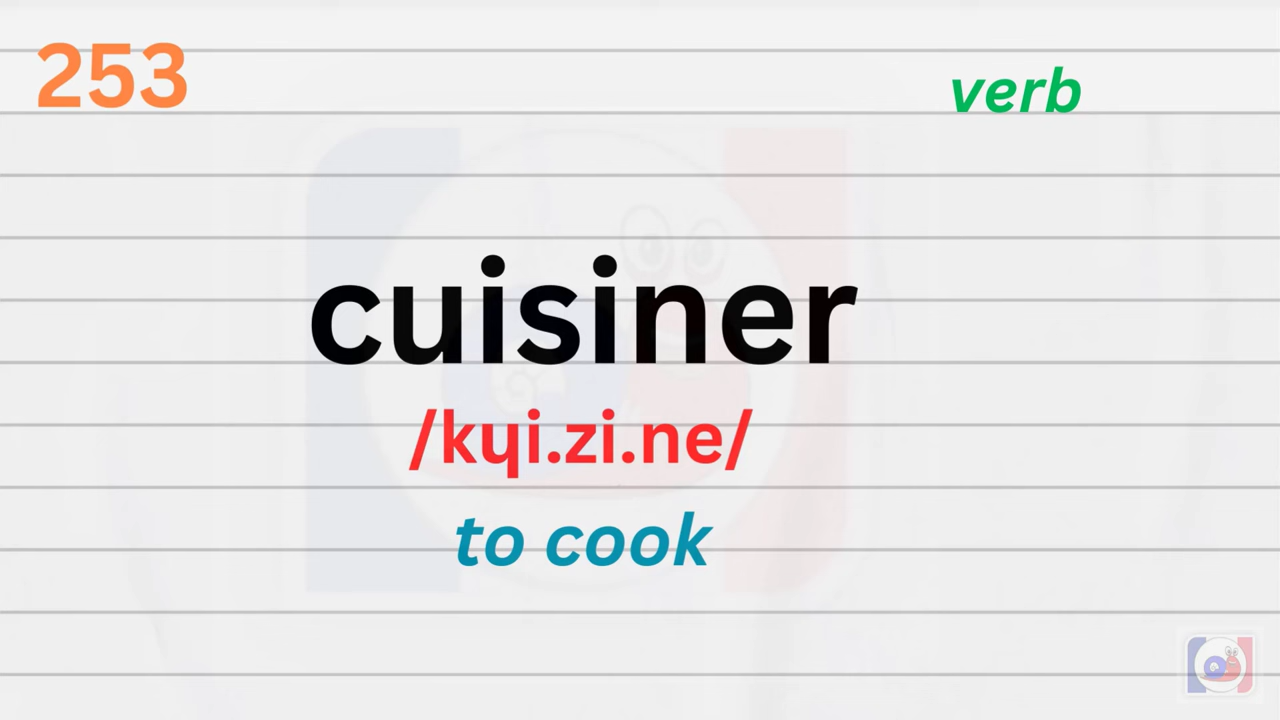 253
verb
cuisiner
/kɥi.zi.ne/
to cook